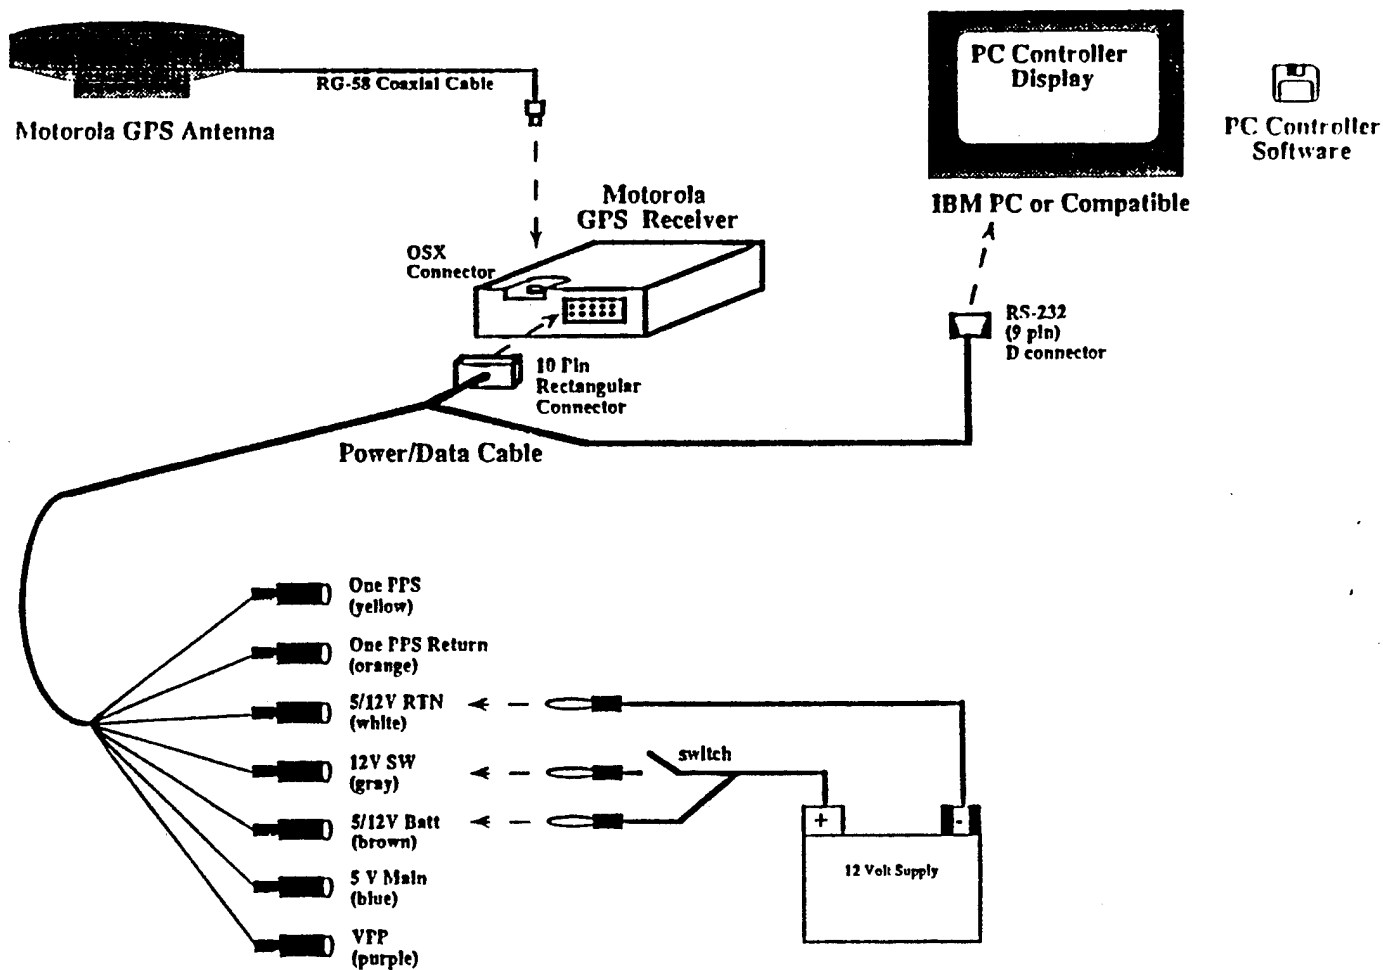 RG-58 Coaxial Cable
Motorola GPS Antenna
PC Controller
Display
PC Controller
Software
IBM PC or Compatible
Motorola
GPS Receiver
OSX
Connector
RS-232
(9 pin)
D connector
10 Pin
Rectangular
Connector
Power/Data Cable
One PPS
(yellow)
One PPS Return
(orange)
5/12V RTN
(white)
12V SW
(gray)
switch
5/12V Batt
(brown)
+
-
12 Volt Supply
5 V Main
(blue)
VPP
(purple)